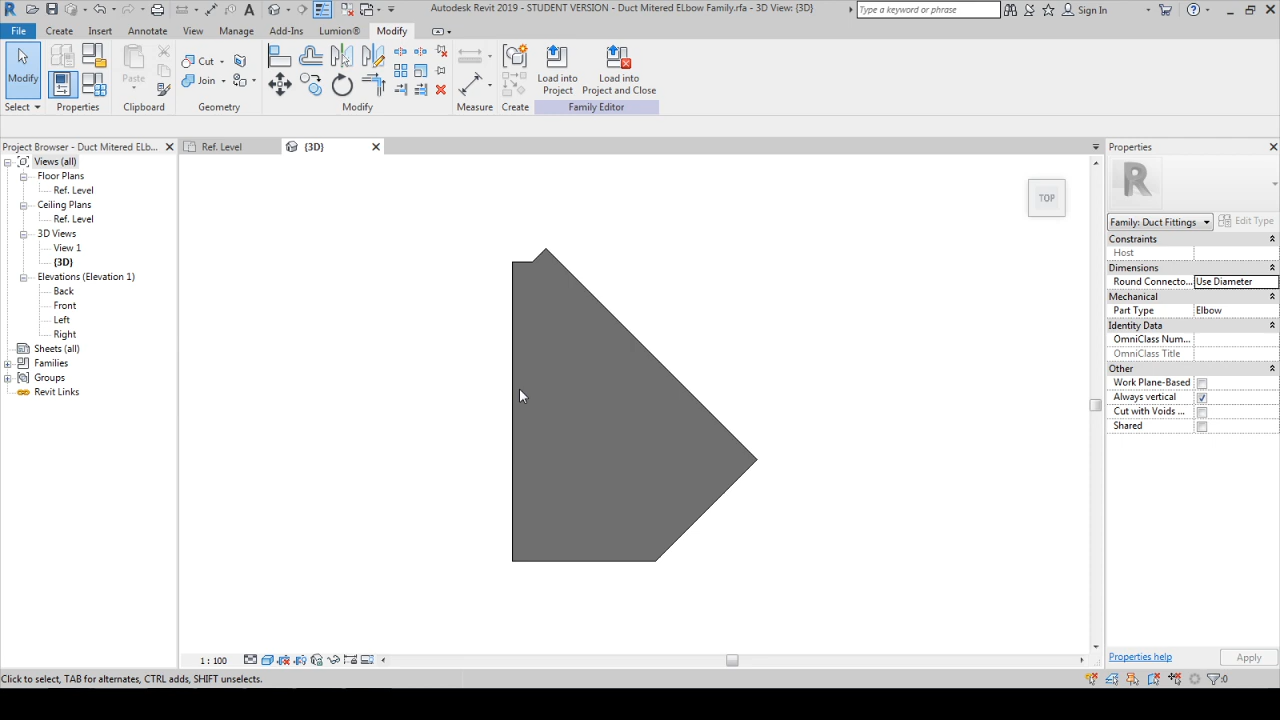 Autodesk Revit 2019 - STUDENT VERSION - Duct Mitered ELbow Family.rfa - 3D View: {3D}
Type a keyword or phrase
Sign In
File Create Insert Annotate View Manage Add-Ins Lumion® Modify
Modify
Paste
Cut
Join
Load into Project
Load into Project and Close
Select Properties Clipboard Geometry Modify Measure Create Family Editor
Project Browser - Duct Mitered ELb...
Views (all)
Floor Plans
Ref. Level
Ceiling Plans
Ref. Level
3D Views
View 1
{3D}
Elevations (Elevation 1)
Back
Front
Left
Right
Sheets (all)
Families
Groups
Revit Links
Ref. Level {3D}
TOP
1 : 100
Properties
R
Family: Duct Fittings Edit Type
Constraints
Host
Dimensions
Round Connecto... Use Diameter
Mechanical
Part Type Elbow
Identity Data
OmniClass Num...
OmniClass Title
Other
Work Plane-Based
Always vertical
Cut with Voids ...
Shared
Properties help Apply
Click to select, TAB for alternates, CTRL adds, SHIFT unselects.
:0